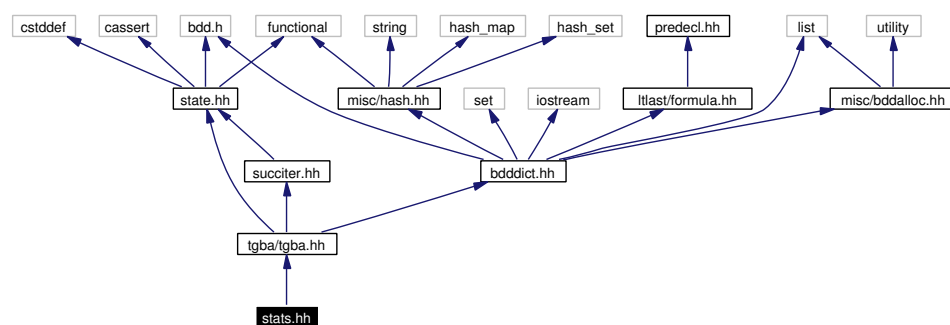 cstddef
cassert
bdd.h
functional
string
hash_map
hash_set
predecl.hh
list
utility
state.hh
misc/hash.hh
set
iostream
ltlast/formula.hh
misc/bddalloc.hh
succiter.hh
bdddict.hh
tgba/tgba.hh
stats.hh